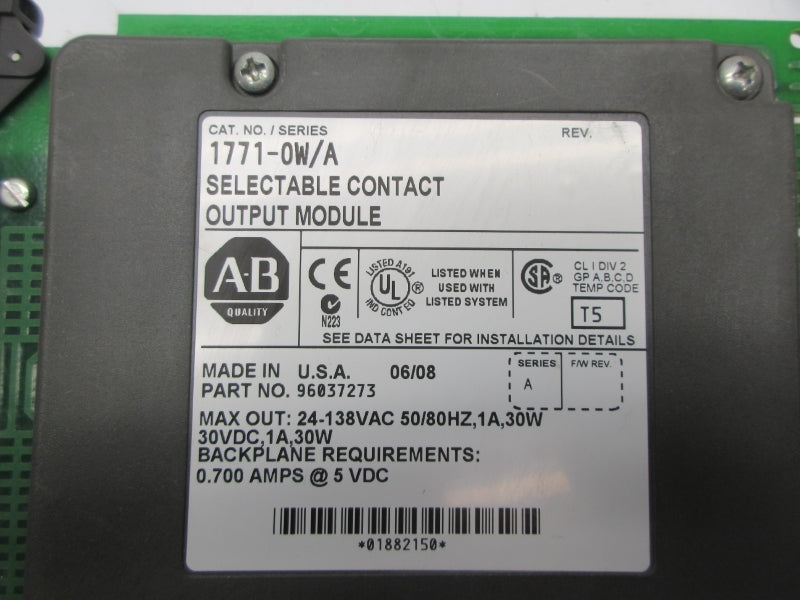 CAT. NO. / SERIES REV.
1771-OW/A
SELECTABLE CONTACT
OUTPUT MODULE
A-B
QUALITY
CE
N223
LISTED A191
UL ®
IND CONT EQ
LISTED WHEN
USED WITH
LISTED SYSTEM
SA ®
CL I DIV 2
GP A,B,C,D
TEMP CODE
T5
SEE DATA SHEET FOR INSTALLATION DETAILS
MADE IN U.S.A. 06/08
PART NO. 96037273
SERIES F/W REV.
A
MAX OUT: 24-138VAC 50/80HZ,1A,30W
30VDC,1A,30W
BACKPLANE REQUIREMENTS:
0.700 AMPS @ 5 VDC
*01882150*